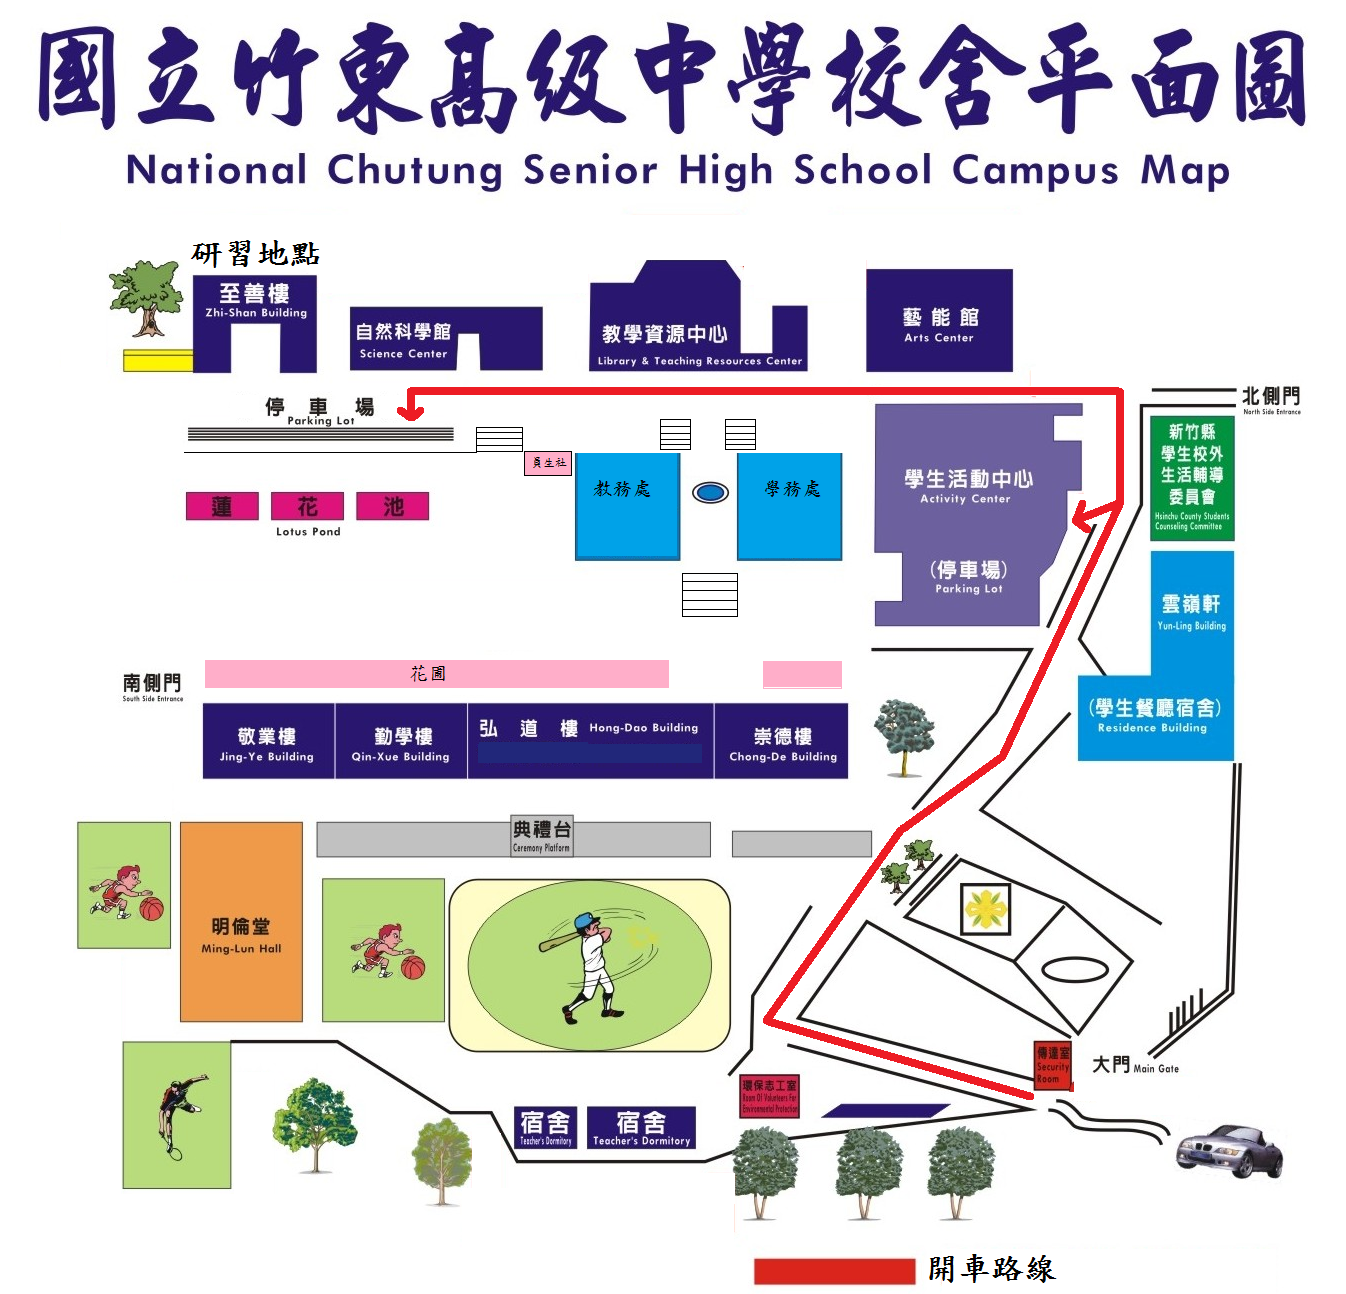 國立竹東高級中學校舍平面圖
National Chutung Senior High School Campus Map
研習地點
至善樓
Zhi-Shan Building
自然科學館
Science Center
教學資源中心
Library & Teaching Resources Center
藝能館
Arts Center
停車場
Parking Lot
北側門
North Side Entrance
新竹縣
學生校外
生活輔導
委員會
Hsinchu County Students
Counseling Committee
員生社
教務處
學務處
學生活動中心
Activity Center
(停車場)
Parking Lot
蓮花池
Lotus Pond
雲嶺軒
Yun-Ling Building
(學生餐廳宿舍)
Residence Building
南側門
South Side Entrance
花圃
敬業樓
Jing-Ye Building
勤學樓
Qin-Xue Building
弘道樓 Hong-Dao Building
崇德樓
Chong-De Building
典禮台
Ceremony Platform
明倫堂
Ming-Lun Hall
傳達室
Security
Room
大門 Main Gate
環保志工室
Room Of Volunteers For
Environmental Protection
宿舍
Teacher's Dormitory
宿舍
Teacher's Dormitory
開車路線